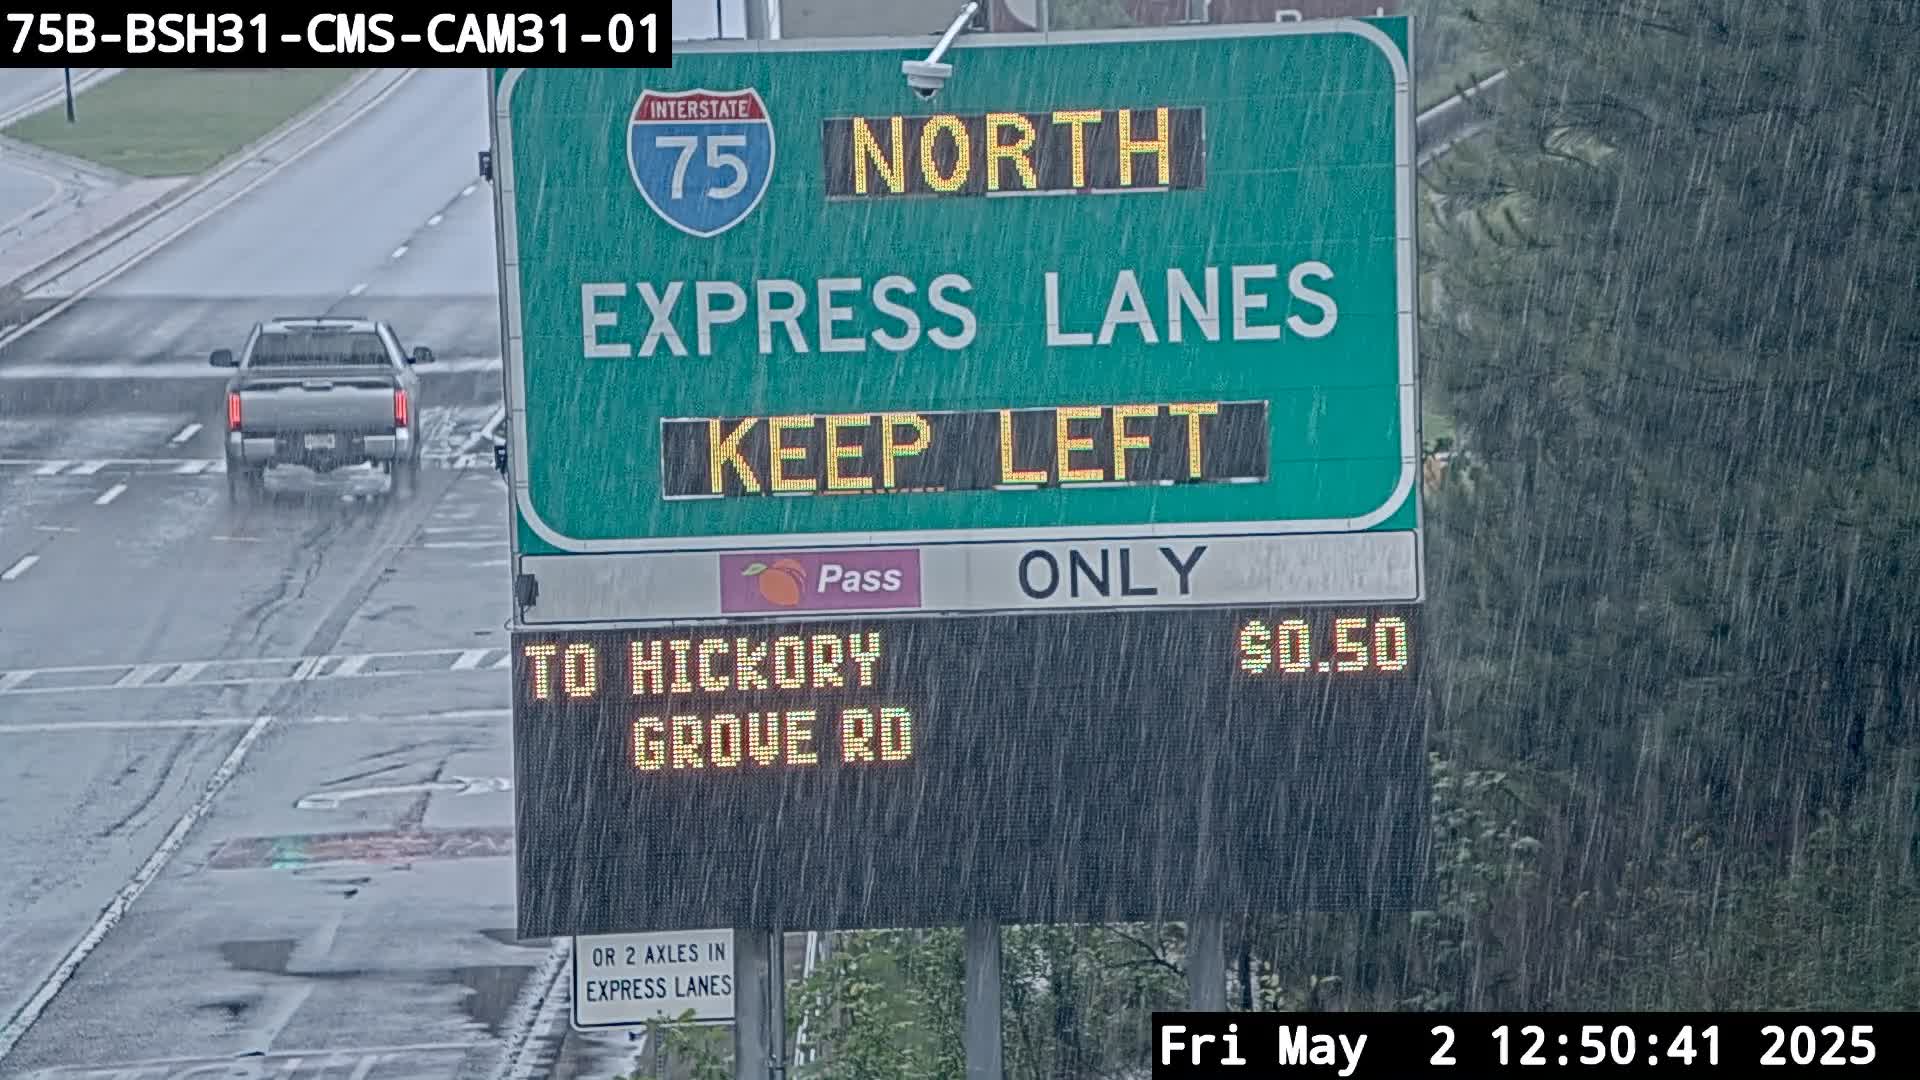 75B-BSH31-CMS-CAM31-01
INTERSTATE
75
NORTH
EXPRESS LANES
KEEP LEFT
Pass ONLY
TO HICKORY $0.50
GROVE RD
OR 2 AXLES IN
EXPRESS LANES
Fri May 2 12:50:41 2025